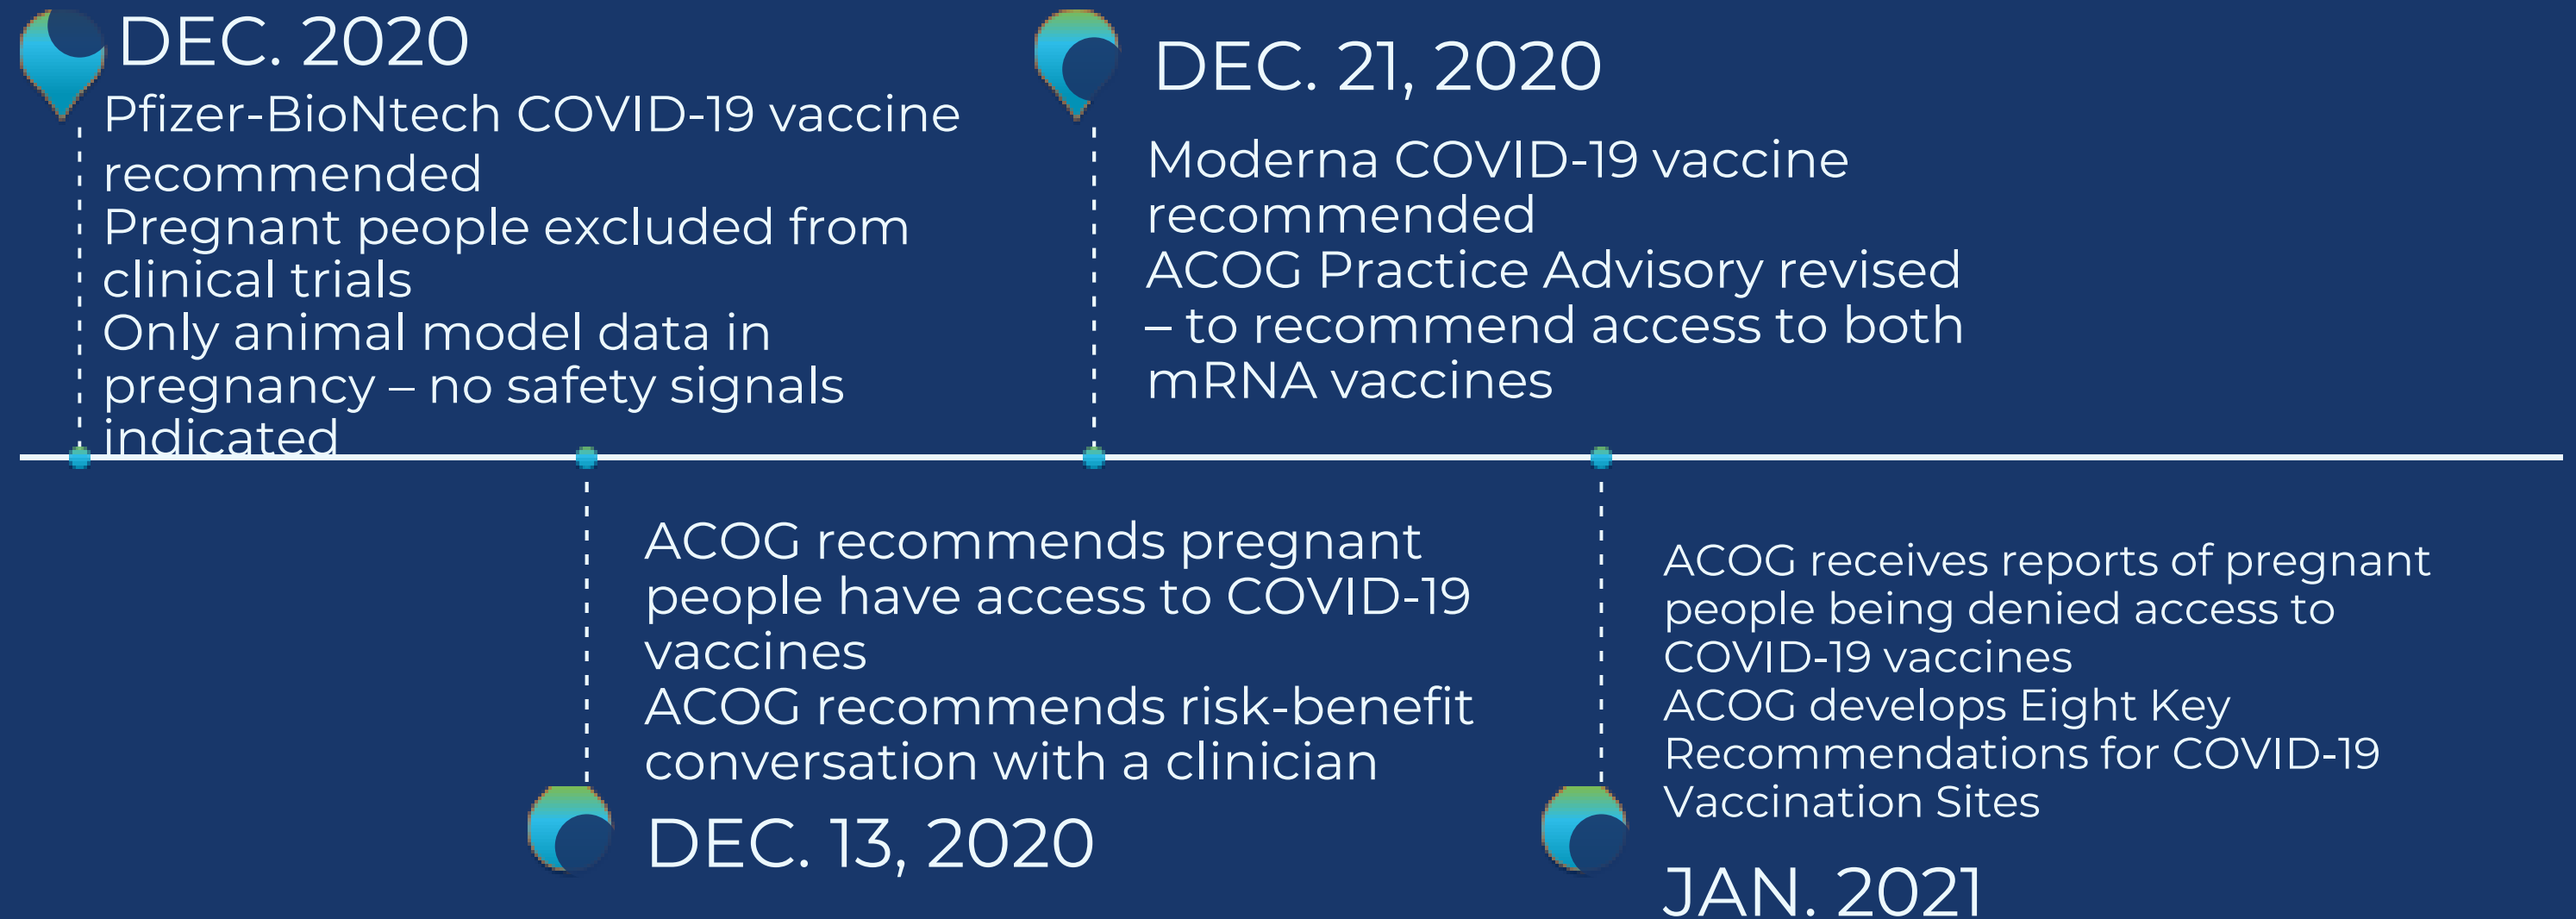 DEC. 2020
Pfizer-BioNtech COVID-19 vaccine
recommended
Pregnant people excluded from
clinical trials
Only animal model data in
pregnancy – no safety signals
indicated
DEC. 21, 2020
Moderna COVID-19 vaccine
recommended
ACOG Practice Advisory revised
– to recommend access to both
mRNA vaccines
ACOG recommends pregnant
people have access to COVID-19
vaccines
ACOG recommends risk-benefit
conversation with a clinician
DEC. 13, 2020
ACOG receives reports of pregnant
people being denied access to
COVID-19 vaccines
ACOG develops Eight Key
Recommendations for COVID-19
Vaccination Sites
JAN. 2021